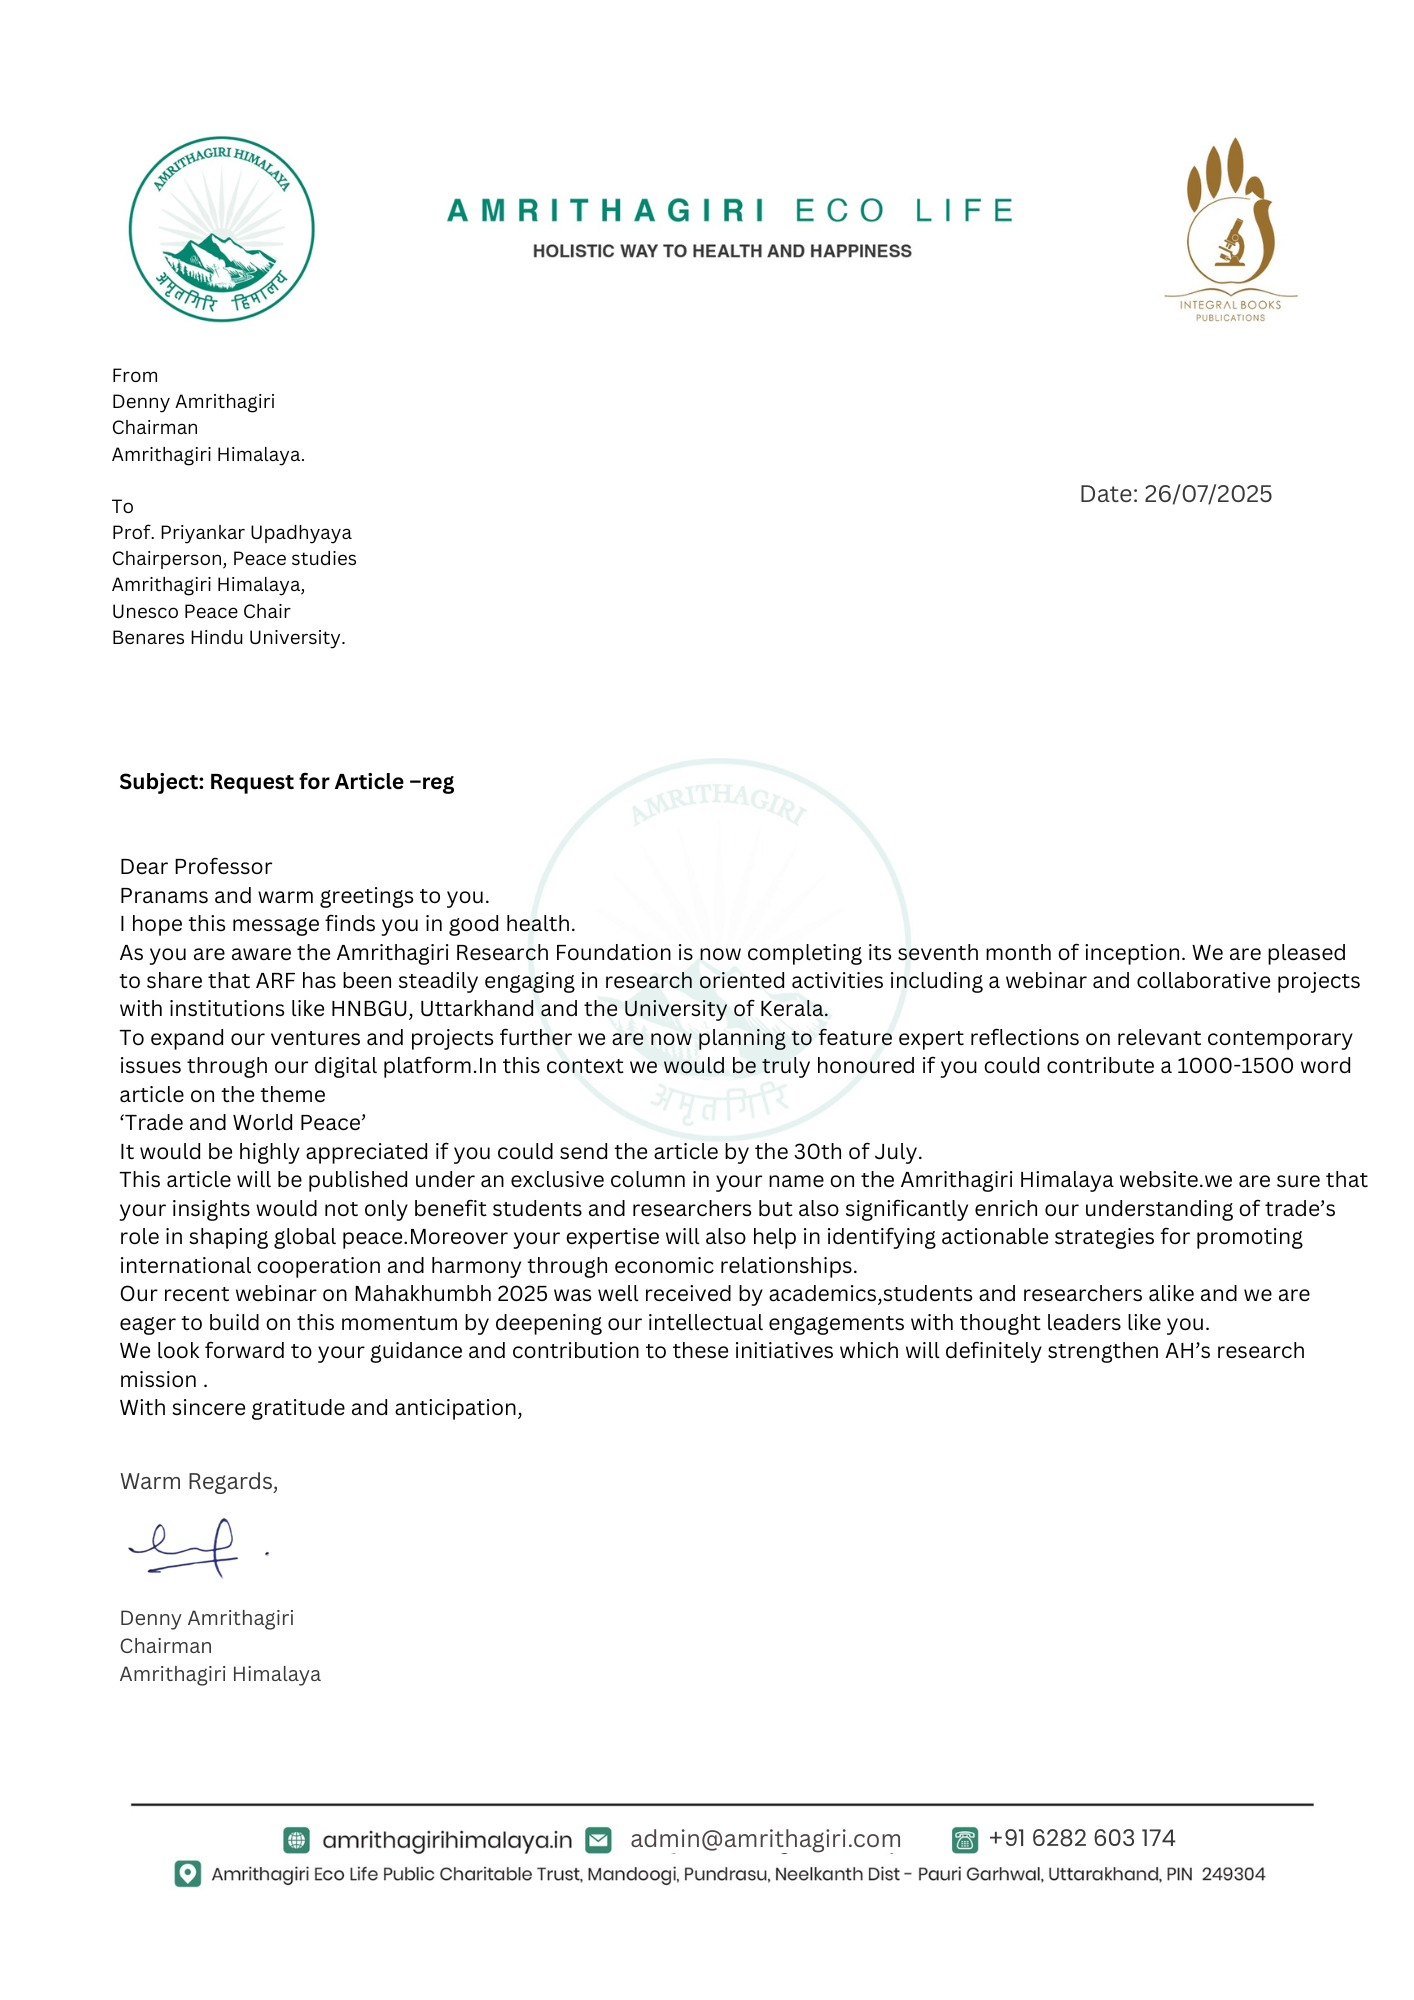 AMRITHAGIRI HIMALAYA
अमृतगिरि हिमालय
AMRITHAGIRI ECO LIFE
HOLISTIC WAY TO HEALTH AND HAPPINESS
INTEGRAL BOOKS
PUBLICATIONS
From
Denny Amrithagiri
Chairman
Amrithagiri Himalaya.
Date: 26/07/2025
To
Prof. Priyankar Upadhyaya
Chairperson, Peace studies
Amrithagiri Himalaya,
Unesco Peace Chair
Benares Hindu University.
Subject: Request for Article –reg
AMRITHAGIRI
Dear Professor
Pranams and warm greetings to you.
I hope this message finds you in good health.
As you are aware the Amrithagiri Research Foundation is now completing its seventh month of inception. We are pleased
to share that ARF has been steadily engaging in research oriented activities including a webinar and collaborative projects
with institutions like HNBGU, Uttarkhand and the University of Kerala.
To expand our ventures and projects further we are now planning to feature expert reflections on relevant contemporary
issues through our digital platform.In this context we would be truly honoured if you could contribute a 1000-1500 word
article on the theme
अमृतगिरि
‘Trade and World Peace’
It would be highly appreciated if you could send the article by the 30th of July.
This article will be published under an exclusive column in your name on the Amrithagiri Himalaya website.we are sure that
your insights would not only benefit students and researchers but also significantly enrich our understanding of trade’s
role in shaping global peace.Moreover your expertise will also help in identifying actionable strategies for promoting
international cooperation and harmony through economic relationships.
Our recent webinar on Mahakhumbh 2025 was well received by academics,students and researchers alike and we are
eager to build on this momentum by deepening our intellectual engagements with thought leaders like you.
We look forward to your guidance and contribution to these initiatives which will definitely strengthen AH’s research
mission .
With sincere gratitude and anticipation,
Warm Regards,
Denny Amrithagiri
Chairman
Amrithagiri Himalaya
amrithagirihimalaya.in admin@amrithagiri.com +91 6282 603 174
Amrithagiri Eco Life Public Charitable Trust, Mandoogi, Pundrasu, Neelkanth Dist - Pauri Garhwal, Uttarakhand, PIN 249304